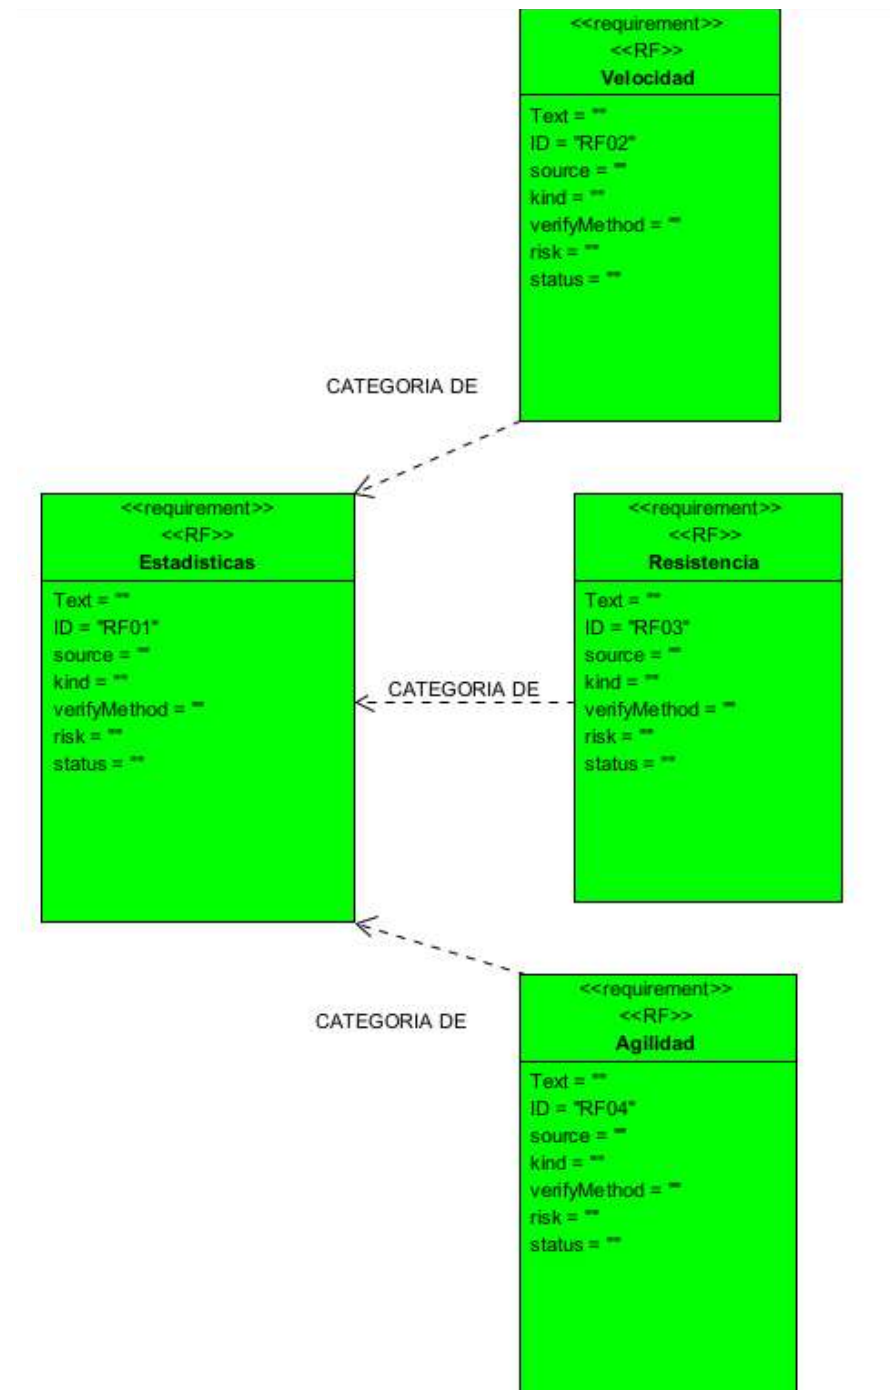 <<requirement>>
<<RF>>
Velocidad
Text = ""
ID = "RF02"
source = ""
kind = ""
verifyMethod = ""
risk = ""
status = ""
CATEGORIA DE
<<requirement>>
<<RF>>
Estadisticas
Text = ""
ID = "RF01"
source = ""
kind = ""
verifyMethod = ""
risk = ""
status = ""
CATEGORIA DE
<<requirement>>
<<RF>>
Resistencia
Text = ""
ID = "RF03"
source = ""
kind = ""
verifyMethod = ""
risk = ""
status = ""
CATEGORIA DE
<<requirement>>
<<RF>>
Agilidad
Text = ""
ID = "RF04"
source = ""
kind = ""
verifyMethod = ""
risk = ""
status = ""